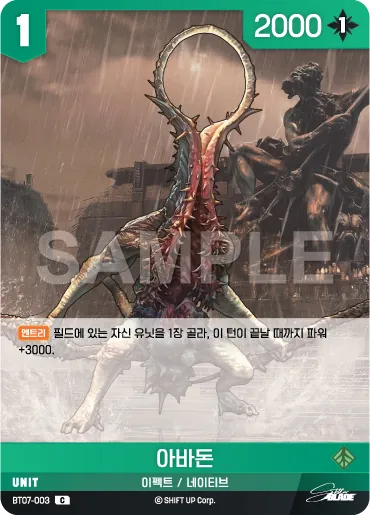 1
2000 1
SAMPLE
엔트리 필드에 있는 자신 유닛을 1장 골라, 이 턴이 끝날 때까지 파워
+3000.
아바돈
UNIT
이펙트 / 네이티브
BT07-003 C
© SHIFT UP Corp.
Stellar BLADE